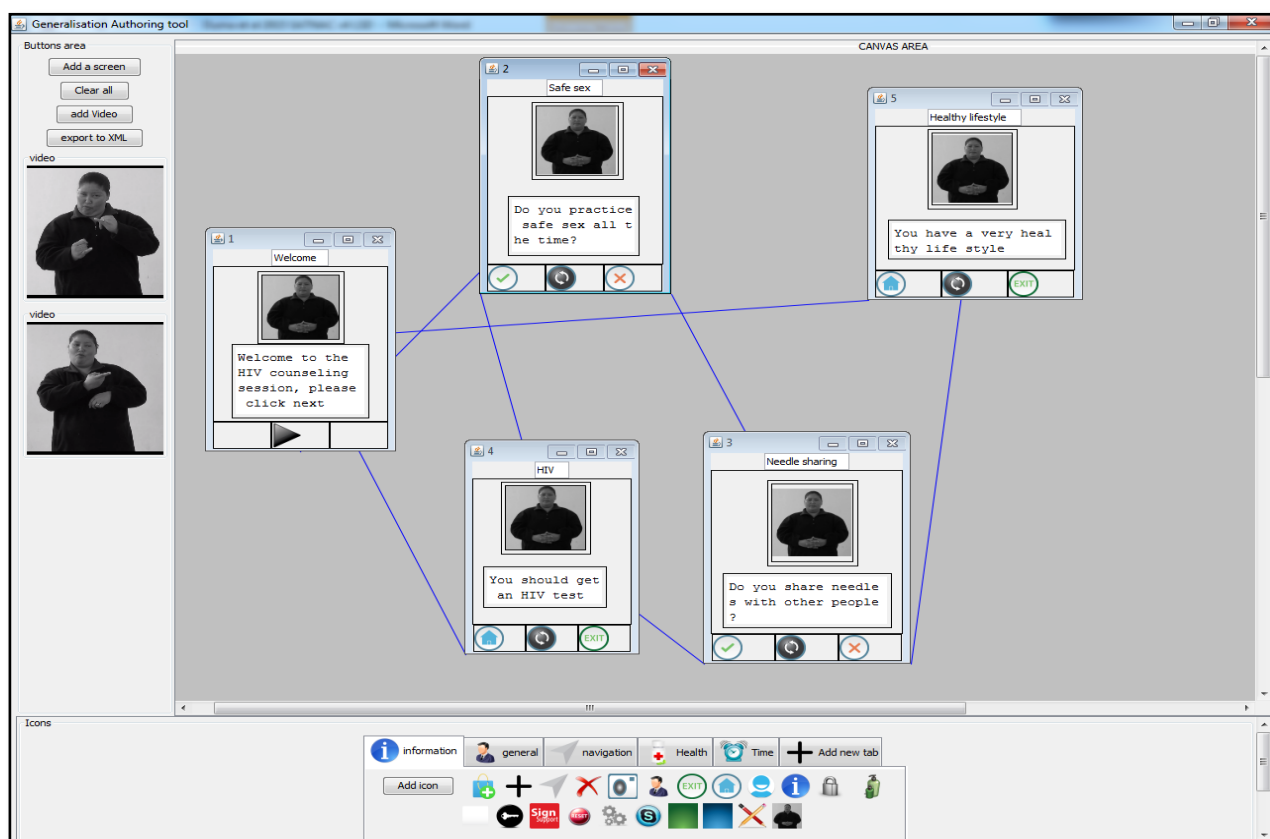 Generalisation Authoring tool
Buttons area
Add a screen
Clear all
add Video
export to XML
video
video
CANVAS AREA
1
Welcome
Welcome to the
HIV counseling
session, please
click next
2
Safe sex
Do you practice
safe sex all t
he time?
5
Healthy lifestyle
You have a very heal
thy life style
EXIT
4
HIV
You should get
an HIV test
EXIT
3
Needle sharing
Do you share needle
s with other people
?
Icons
information
general
navigation
Health
Time
Add new tab
Add icon
EXIT
Sign
Support
RESET